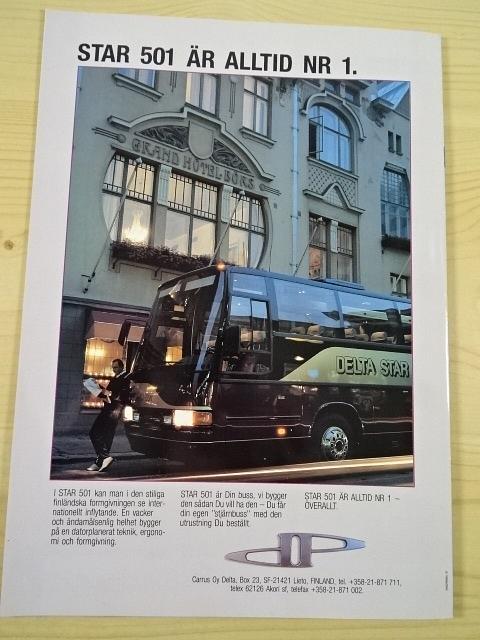 STAR 501 ÄR ALLTID NR 1.
GRAND HOTEL BÖRS
DELTA STAR
I STAR 501 kan man i den stiliga
finländska formgivningen se inter-
nationellt inflytande. En vacker
och ändamålsenlig helhet bygger
på en datorplanerat teknik, ergono-
mi och formgivning.
STAR 501 är Din buss, vi bygger
den sådan Du vill ha den – Du får
din egen "stjärnbuss" med den
utrustning Du beställt.
STAR 501 ÄR ALLTID NR 1 –
ÖVERALLT.
Carrus Oy Delta, Box 23, SF-21421 Lieto, FINLAND, tel. +358-21-871 711,
telex 62126 Akori sf, telefax +358-21-871 002.